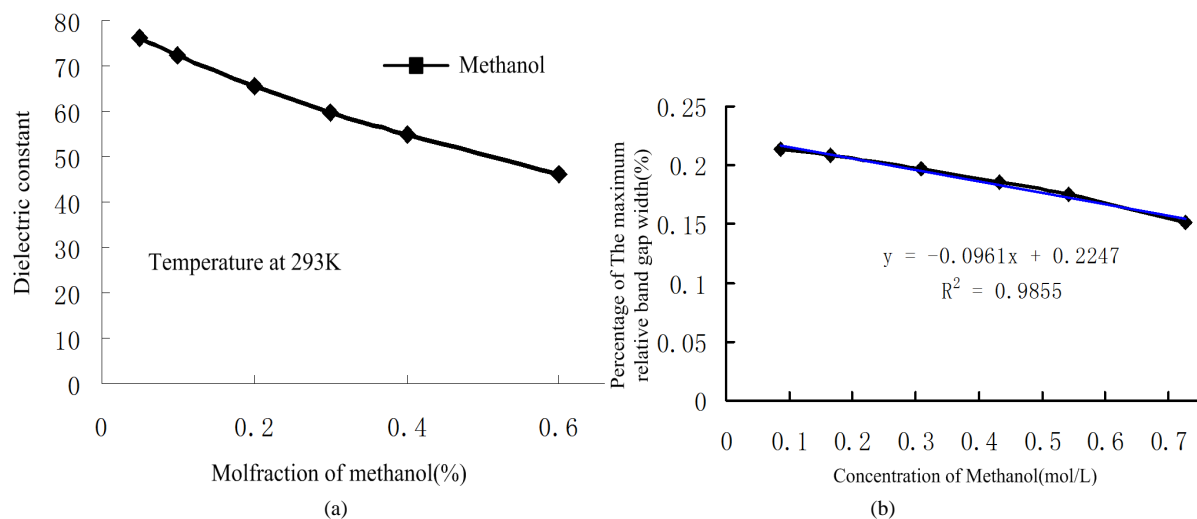 80
70
60
50
40
30
20
10
0
Dielectric constant
Methanol
Temperature at 293K
0 0.2 0.4 0.6
Molfraction of methanol(%)
(a)
0.25
0.2
0.15
0.1
0.05
0
Percentage of The maximum
relative band gap width(%)
y = -0.0961x + 0.2247
R² = 0.9855
0 0.1 0.2 0.3 0.4 0.5 0.6 0.7
Concentration of Methanol(mol/L)
(b)